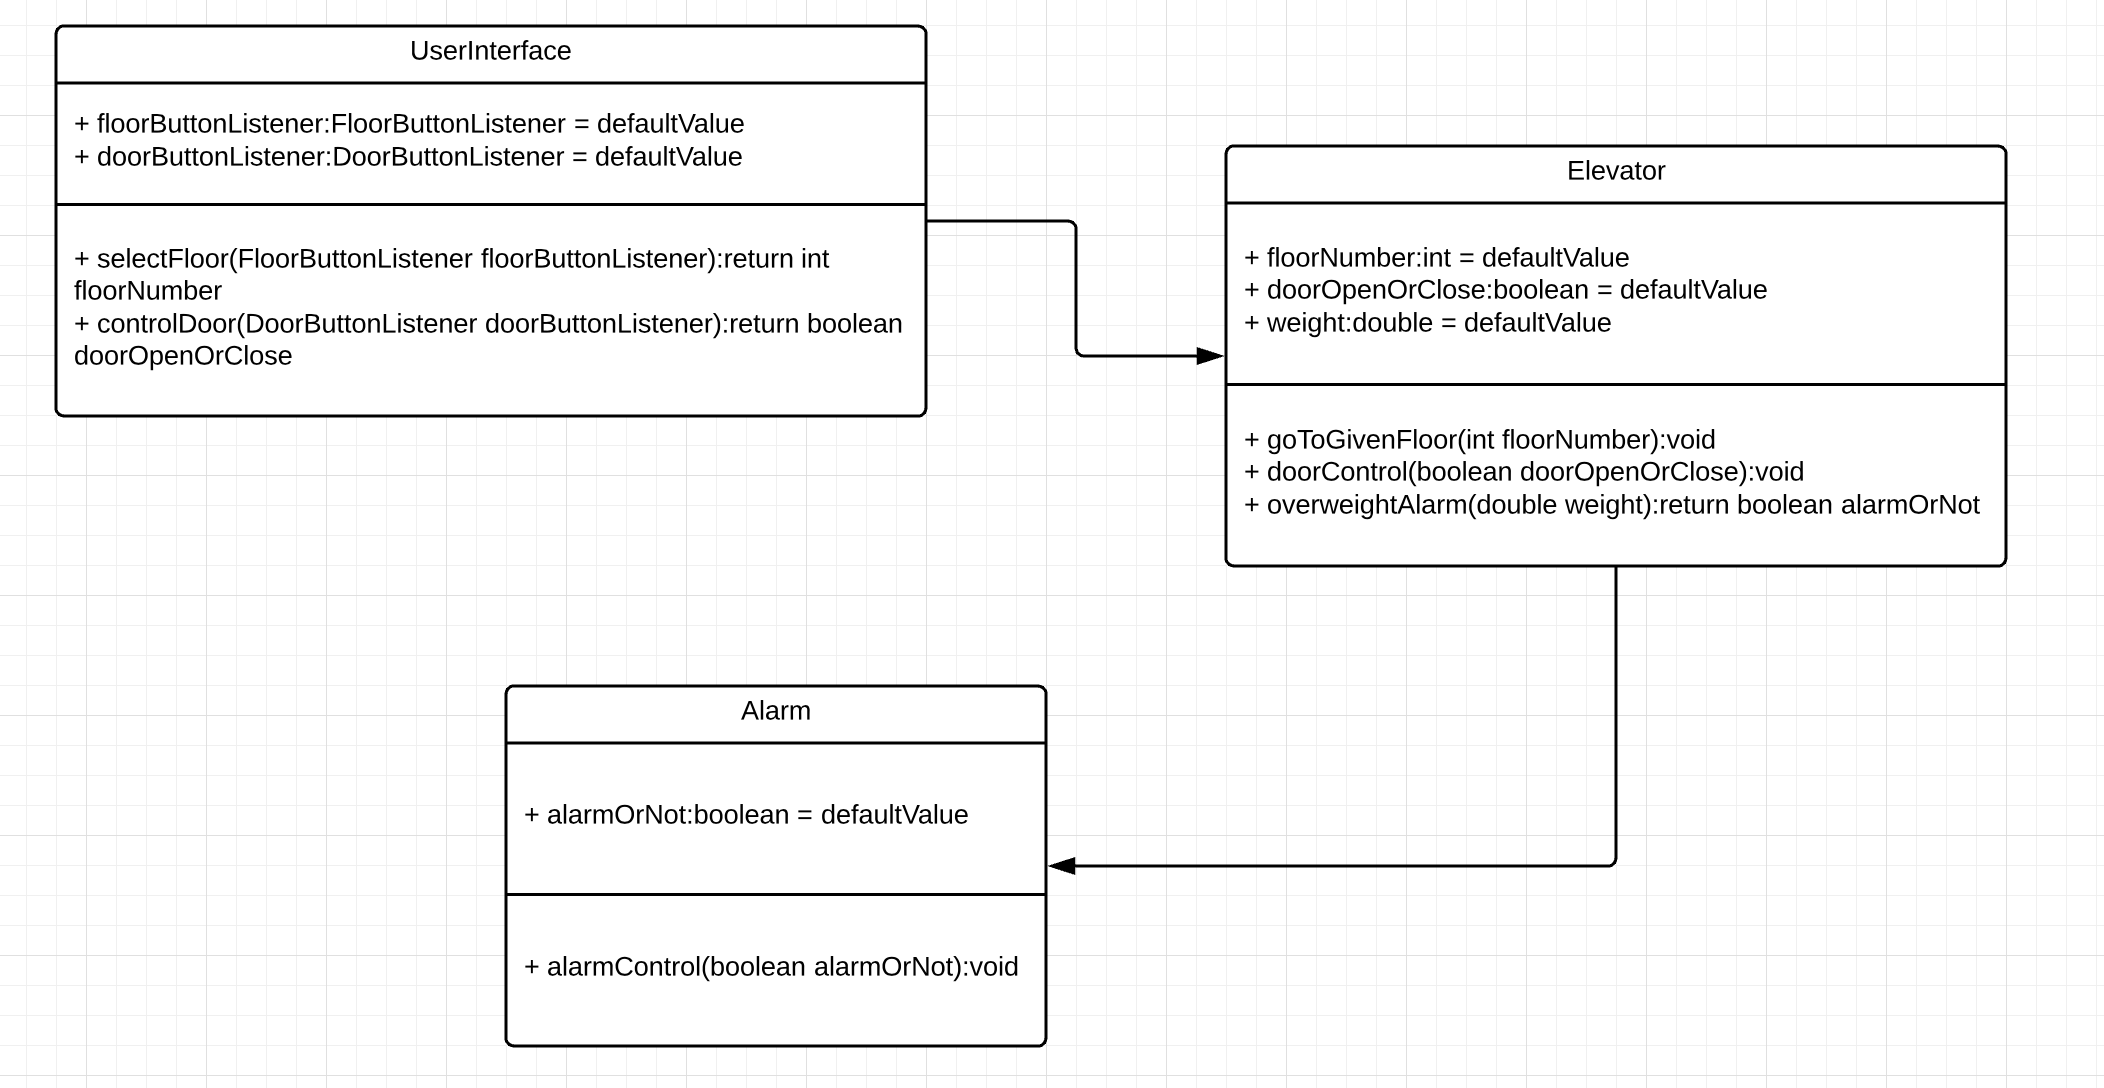 UserInterface
+ floorButtonListener:FloorButtonListener = defaultValue
+ doorButtonListener:DoorButtonListener = defaultValue
+ selectFloor(FloorButtonListener floorButtonListener):return int
floorNumber
+ controlDoor(DoorButtonListener doorButtonListener):return boolean
doorOpenOrClose
Elevator
+ floorNumber:int = defaultValue
+ doorOpenOrClose:boolean = defaultValue
+ weight:double = defaultValue
+ goToGivenFloor(int floorNumber):void
+ doorControl(boolean doorOpenOrClose):void
+ overweightAlarm(double weight):return boolean alarmOrNot
Alarm
+ alarmOrNot:boolean = defaultValue
+ alarmControl(boolean alarmOrNot):void